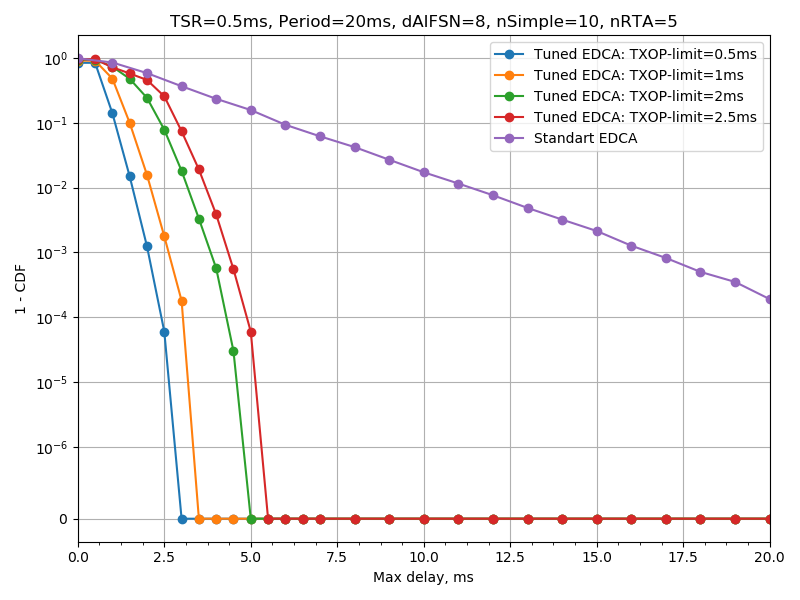 TSR=0.5ms, Period=20ms, dAIFSN=8, nSimple=10, nRTA=5
Tuned EDCA: TXOP-limit=0.5ms
Tuned EDCA: TXOP-limit=1ms
Tuned EDCA: TXOP-limit=2ms
Tuned EDCA: TXOP-limit=2.5ms
Standart EDCA
1 - CDF
10⁰
10⁻¹
10⁻²
10⁻³
10⁻⁴
10⁻⁵
10⁻⁶
0
0.0 2.5 5.0 7.5 10.0 12.5 15.0 17.5 20.0
Max delay, ms